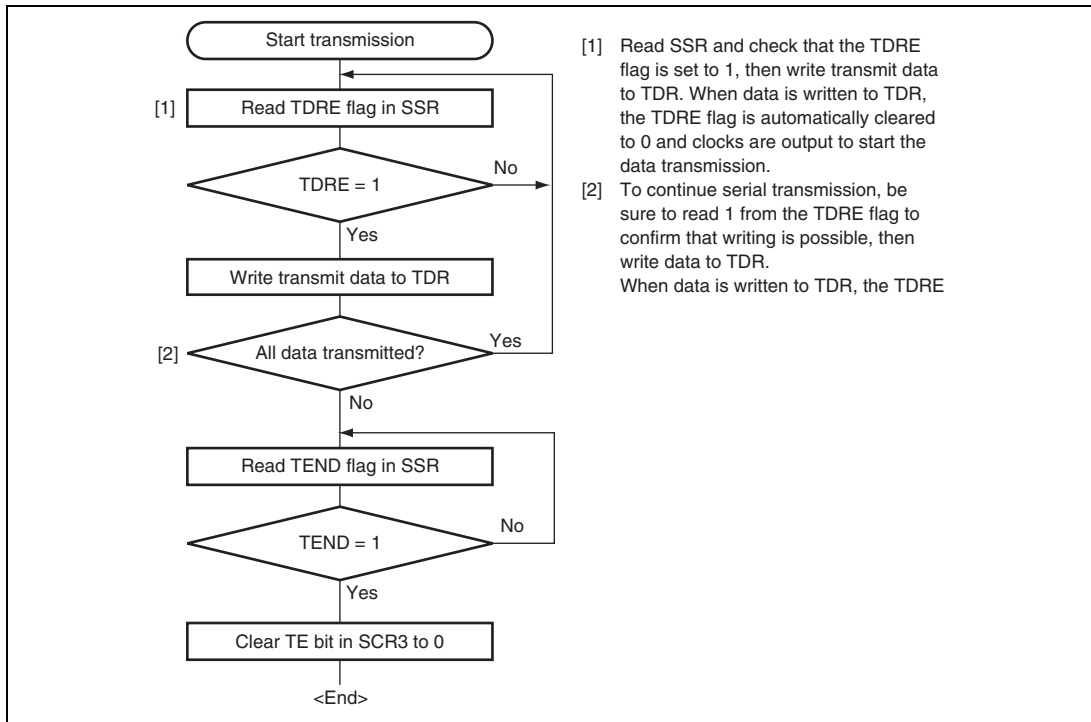 Start transmission
[1] Read TDRE flag in SSR
TDRE = 1
No
Yes
Write transmit data to TDR
[2] All data transmitted?
Yes
No
Read TEND flag in SSR
TEND = 1
No
Yes
Clear TE bit in SCR3 to 0
<End>
[1] Read SSR and check that the TDRE
flag is set to 1, then write transmit data
to TDR. When data is written to TDR,
the TDRE flag is automatically cleared
to 0 and clocks are output to start the
data transmission.
[2] To continue serial transmission, be
sure to read 1 from the TDRE flag to
confirm that writing is possible, then
write data to TDR.
When data is written to TDR, the TDRE